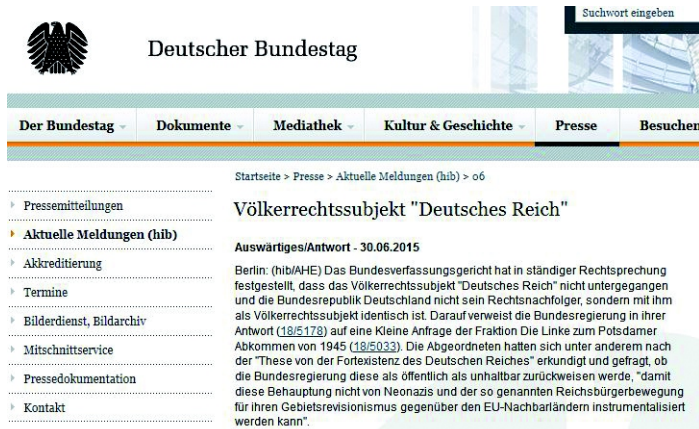 Suchwort eingeben
Deutscher Bundestag
Der Bundestag
Dokumente
Mediathek
Kultur & Geschichte
Presse
Besuchen
Startseite > Presse > Aktuelle Meldungen (hib) > 06
Pressemitteilungen
Aktuelle Meldungen (hib)
Akkreditierung
Termine
Bilderdienst, Bildarchiv
Mitschnittservice
Pressedokumentation
Kontakt
Völkerrechtssubjekt "Deutsches Reich"
Auswärtiges/Antwort - 30.06.2015
Berlin: (hib/AHE) Das Bundesverfassungsgericht hat in ständiger Rechtsprechung
festgestellt, dass das Völkerrechtssubjekt "Deutsches Reich" nicht untergegangen
und die Bundesrepublik Deutschland nicht sein Rechtsnachfolger, sondern mit ihm
als Völkerrechtssubjekt identisch ist. Darauf verweist die Bundesregierung in ihrer
Antwort (18/5178) auf eine Kleine Anfrage der Fraktion Die Linke zum Potsdamer
Abkommen von 1945 (18/5033). Die Abgeordneten hatten sich unter anderem nach
der "These von der Fortexistenz des Deutschen Reiches" erkundigt und gefragt, ob
die Bundesregierung diese als öffentlich als unhaltbar zurückweisen werde, "damit
diese Behauptung nicht von Neonazis und der so genannten Reichsbürgerbewegung
für ihren Gebietsrevisionismus gegenüber den EU-Nachbarländern instrumentalisiert
werden kann".